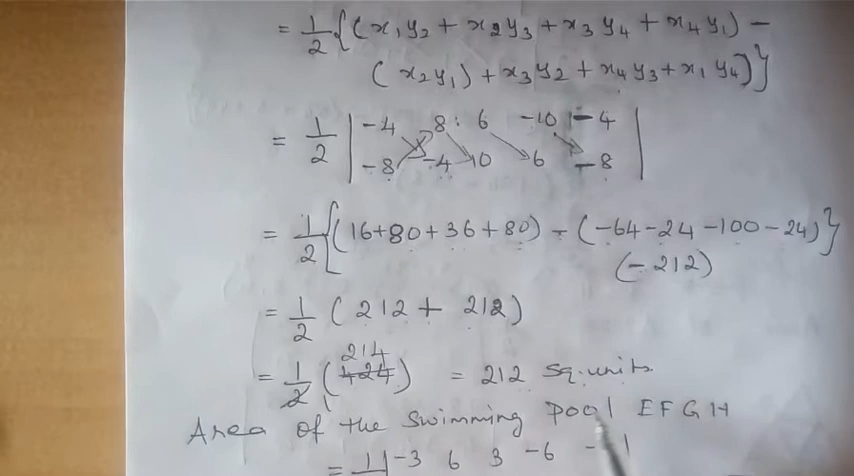 = 1/2 {(x₁y₂ + x₂y₃ + x₃y₄ + x₄y₁) −
(x₂y₁) + x₃y₂ + x₄y₃ + x₁y₄)}
= 1/2 | −4 8 6 −10 −4
−8 −4 10 6 −8 |
= 1/2 {(16+80+36+80) − (−64−24−100−24)}
(−212)
= 1/2 (212 + 212)
214
= 1/2 (424) = 212 sq.units
Area of the swimming pool EFGH
= 1 | −3 6 3 −6 −